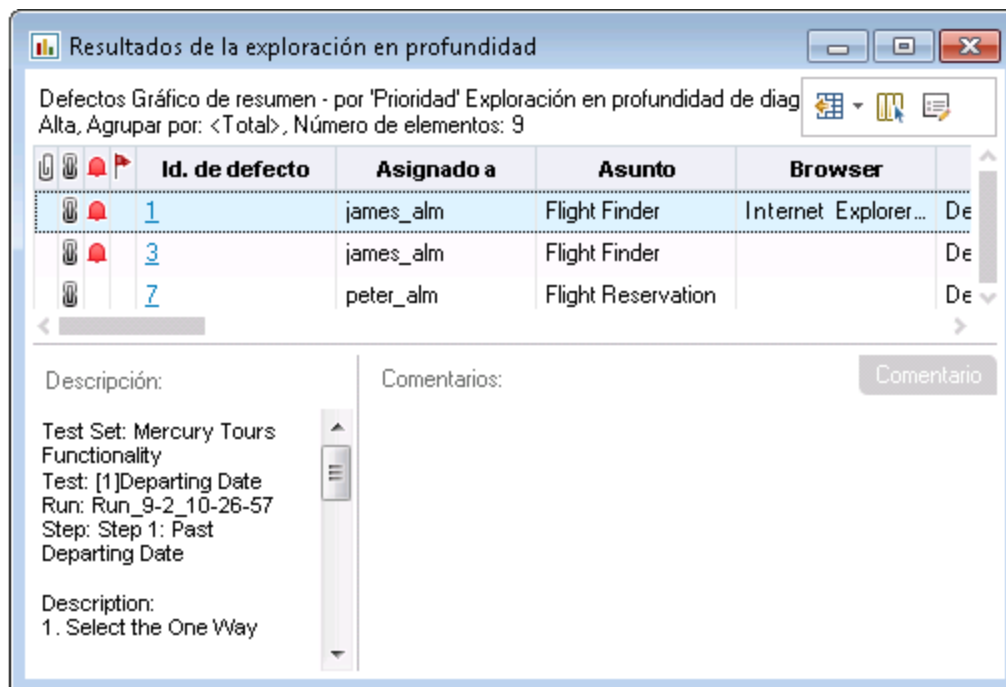 Resultados de la exploración en profundidad
Defectos Gráfico de resumen - por 'Prioridad' Exploración en profundidad de diag
Alta, Agrupar por: <Total>, Número de elementos: 9
Id. de defecto Asignado a Asunto Browser
1 james_alm Flight Finder Internet Explorer... De
3 james_alm Flight Finder De
7 peter_alm Flight Reservation De
Descripción:
Comentarios:
Comentario
Test Set: Mercury Tours
Functionality
Test: [1]Departing Date
Run: Run_9-2_10-26-57
Step: Step 1: Past
Departing Date
Description:
1. Select the One Way